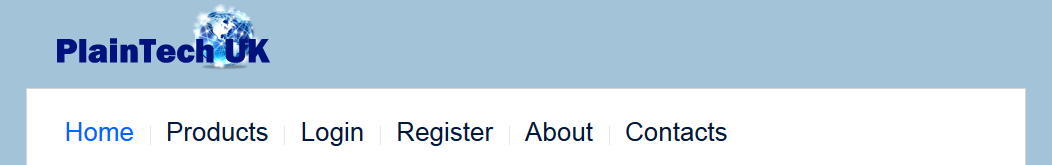 PlainTech UK
Home Products Login Register About Contacts